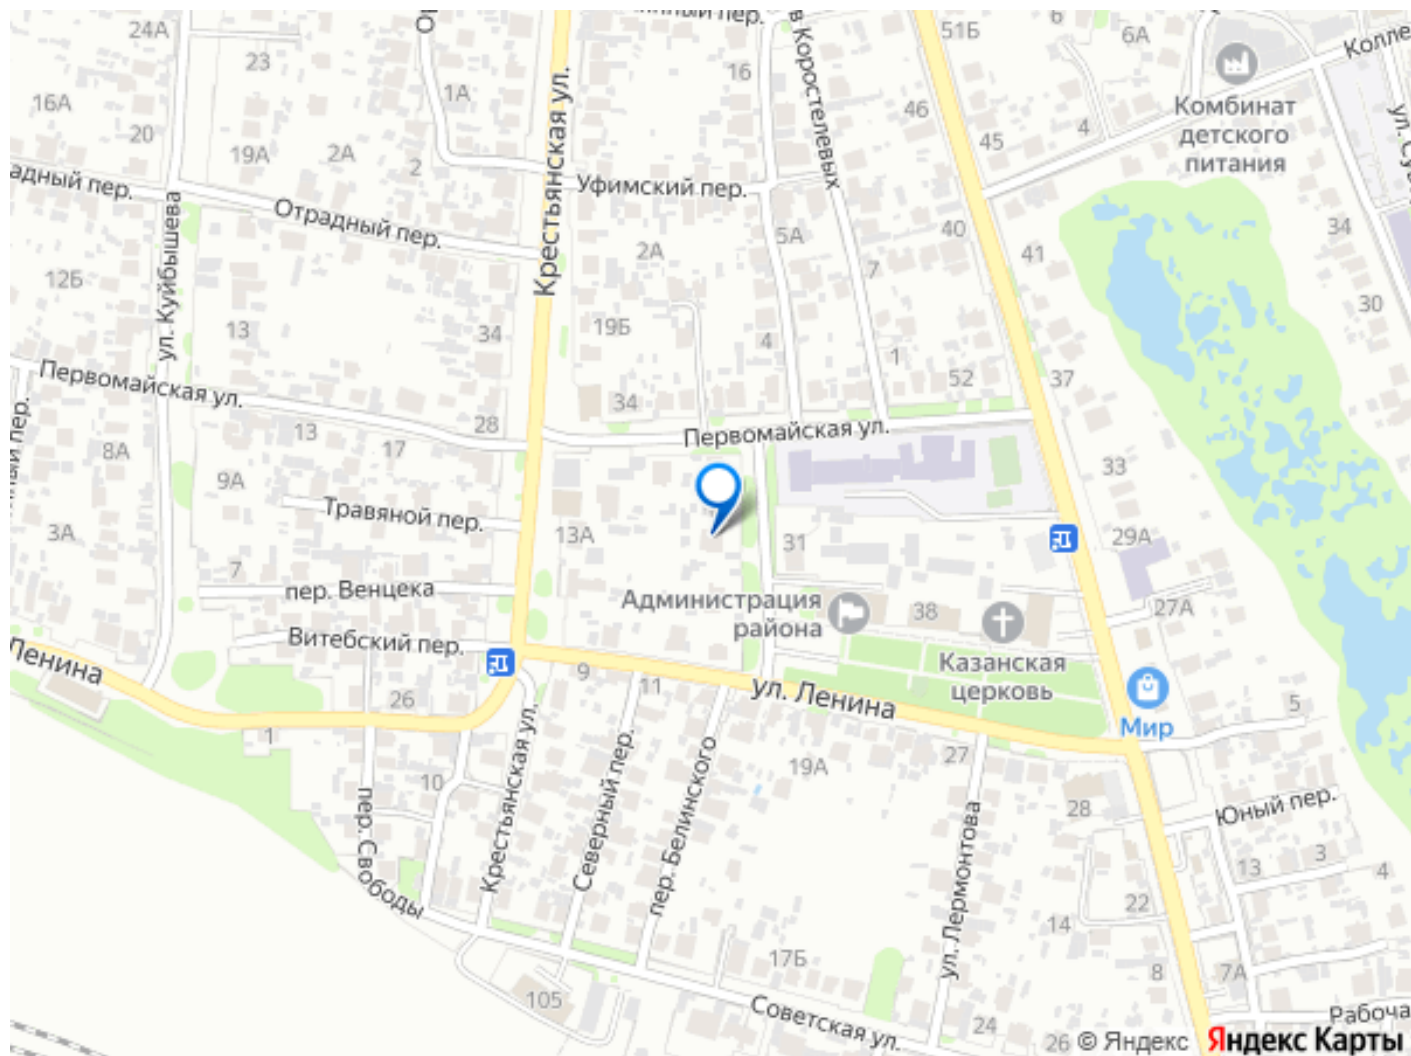 24А
23
16А
20
19А
2А
1А
2
16
51Б
6
6А
Колле
46
45
4
Комбинат
детского
питания
в Коростелевых
Крестьянская ул.
адный пер.
Отрадный пер.
Уфимский пер.
ул. Куйбышева
12Б
13
34
2А
5А
7
40
41
34
30
19Б
4
1
52
37
Первомайская ул.
34
28
13
17
8А
9А
Первомайская ул.
33
Травяной пер.
3А
13А
31
29А
7
пер. Венцека
Витебский пер.
Администрация
района
38
Казанская
церковь
27А
Ленина
26
9
11
ул. Ленина
Мир
5
1
10
19А
27
28
Юный пер.
пер. Свободы
Крестьянская ул.
Северный пер.
пер. Белинского
ул. Лермонтова
13
3
4
22
14
17Б
8
7А
105
Советская ул.
24
26
Рабоча
© Яндекс
Яндекс Карты